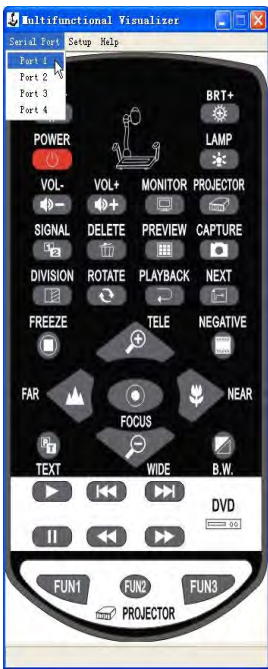 Multifunctional Visualizer
Serial Port Setup Help
Port 1
Port 2
Port 3
Port 4
BRT+
POWER LAMP
VOL- VOL+ MONITOR PROJECTOR
SIGNAL DELETE PREVIEW CAPTURE
DIVISION ROTATE PLAYBACK NEXT
FREEZE TELE NEGATIVE
FAR NEAR
FOCUS
TEXT WIDE B.W.
DVD
FUN1 FUN2 FUN3
PROJECTOR